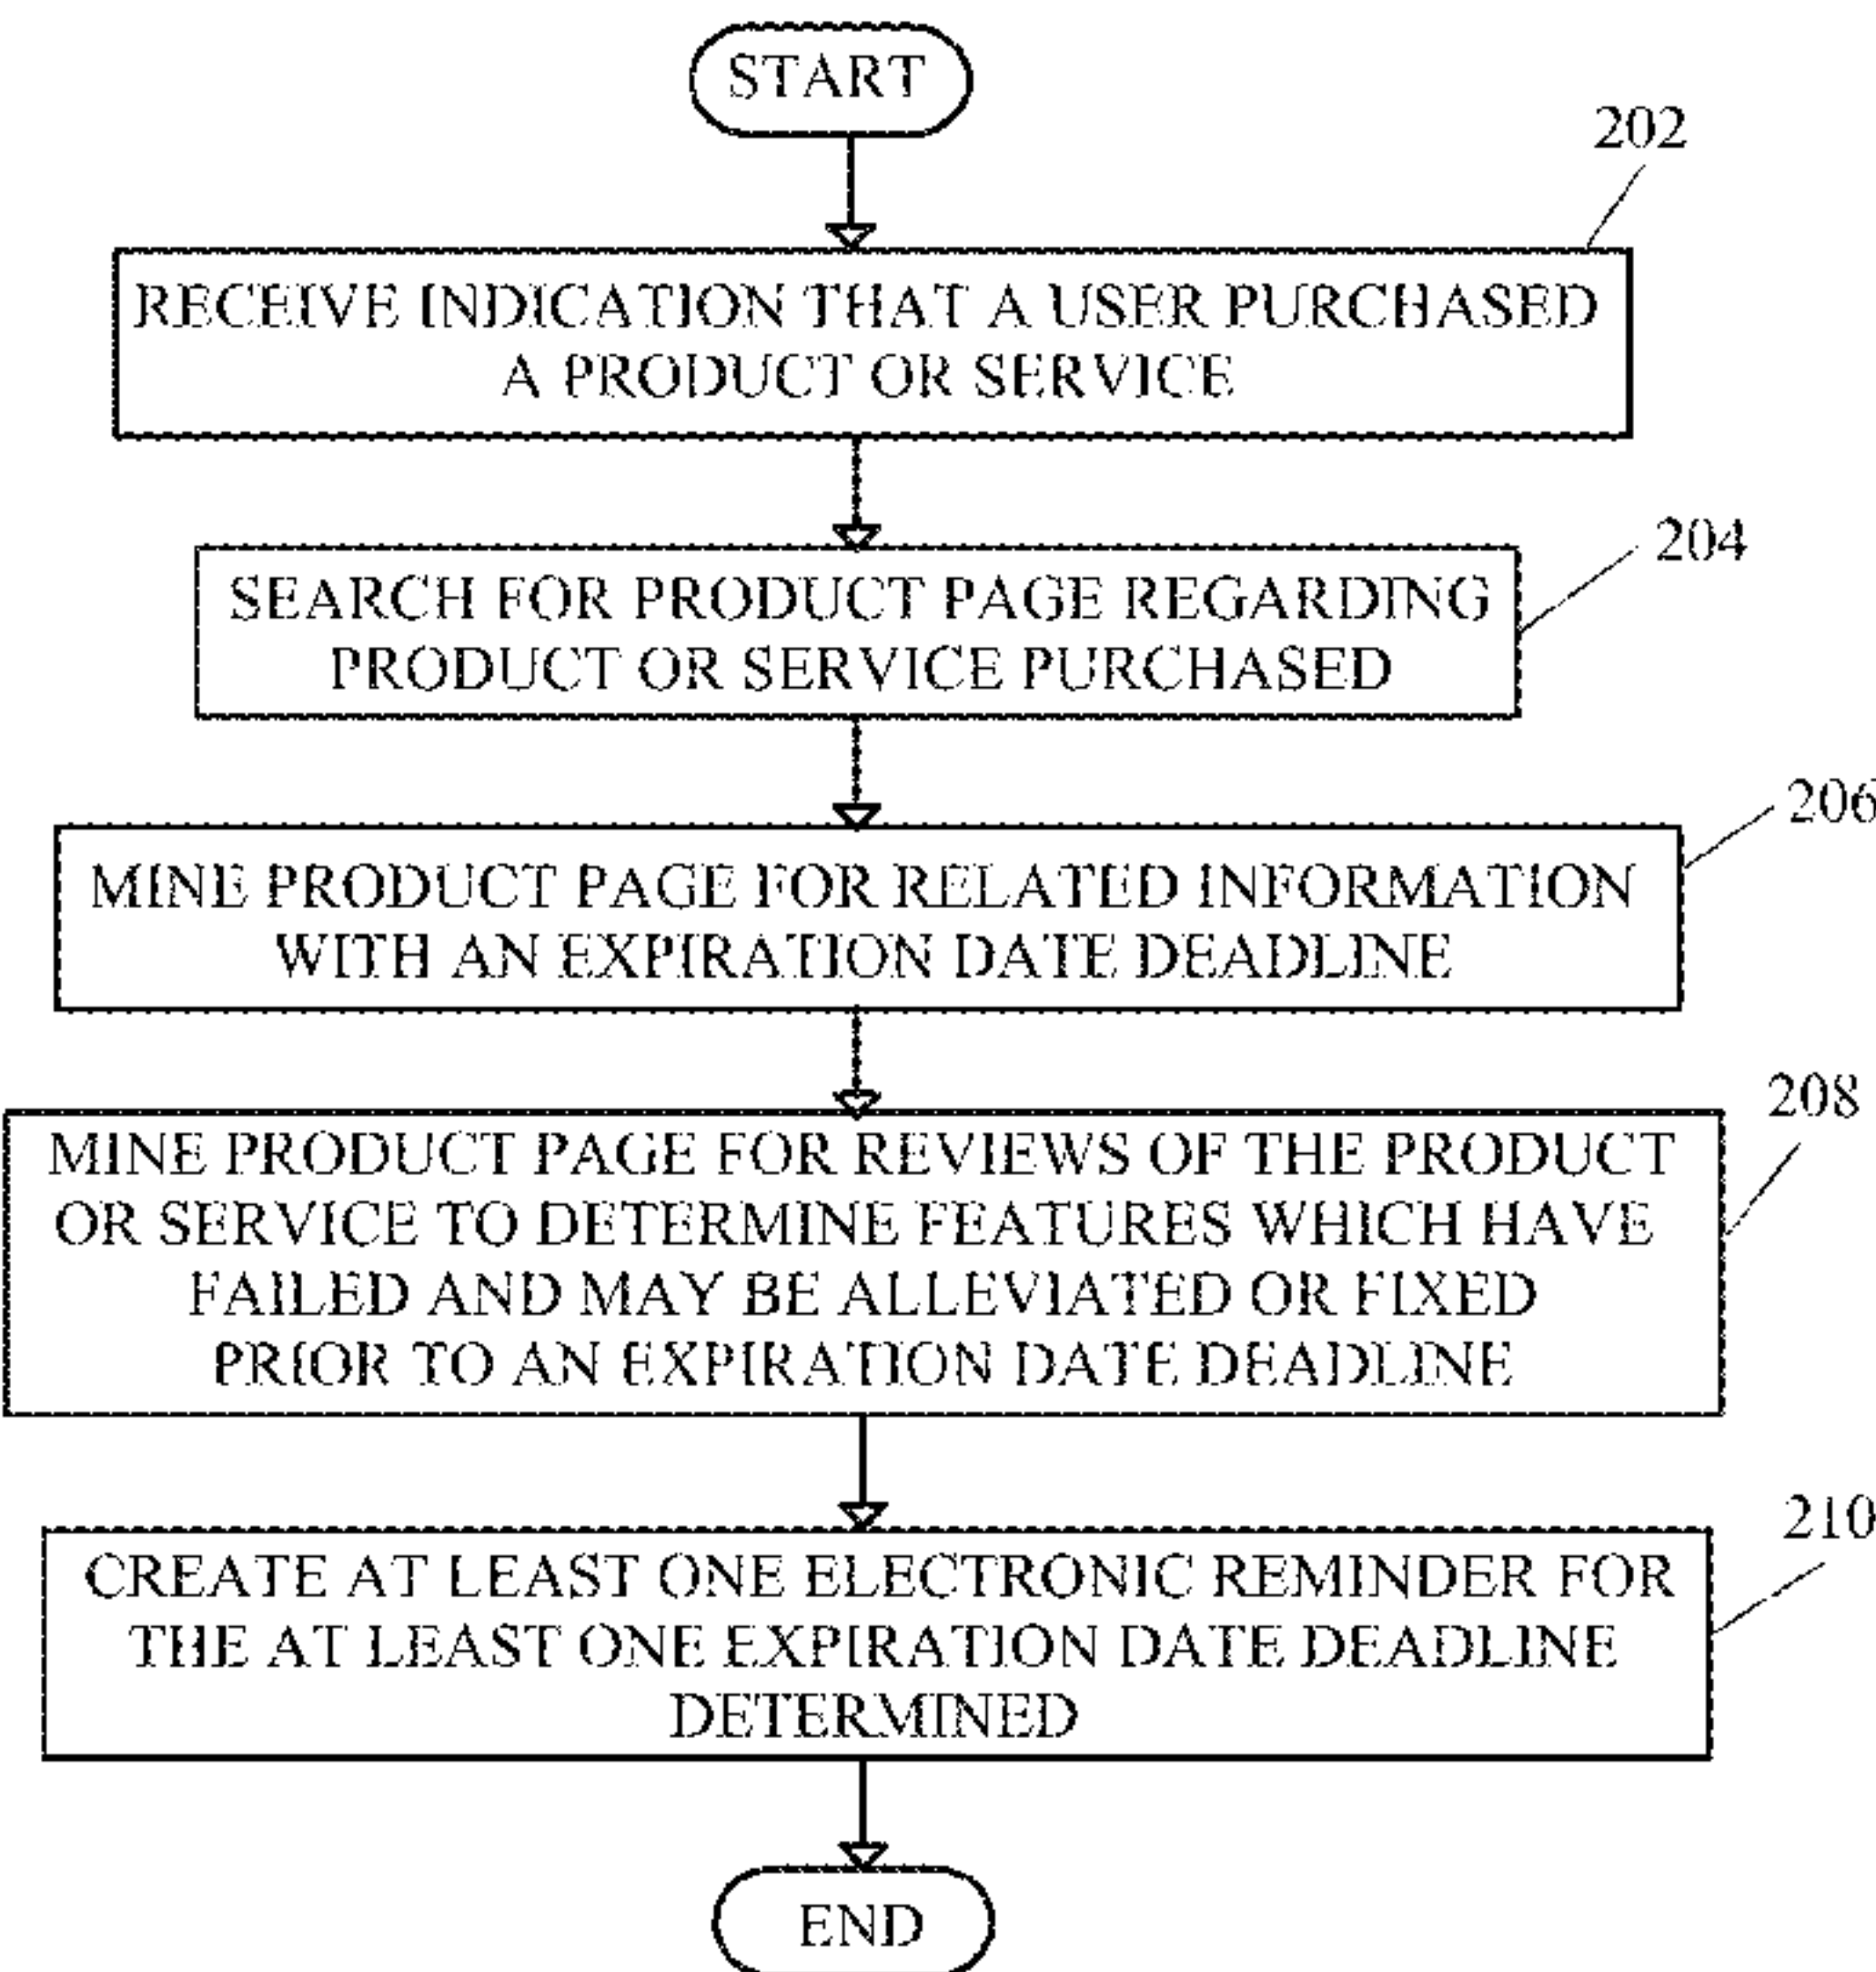 START
202
RECEIVE INDICATION THAT A USER PURCHASED
A PRODUCT OR SERVICE
204
SEARCH FOR PRODUCT PAGE REGARDING
PRODUCT OR SERVICE PURCHASED
206
MINE PRODUCT PAGE FOR RELATED INFORMATION
WITH AN EXPIRATION DATE DEADLINE
208
MINE PRODUCT PAGE FOR REVIEWS OF THE PRODUCT
OR SERVICE TO DETERMINE FEATURES WHICH HAVE
FAILED AND MAY BE ALLEVIATED OR FIXED
PRIOR TO AN EXPIRATION DATE DEADLINE
210
CREATE AT LEAST ONE ELECTRONIC REMINDER FOR
THE AT LEAST ONE EXPIRATION DATE DEADLINE
DETERMINED
END